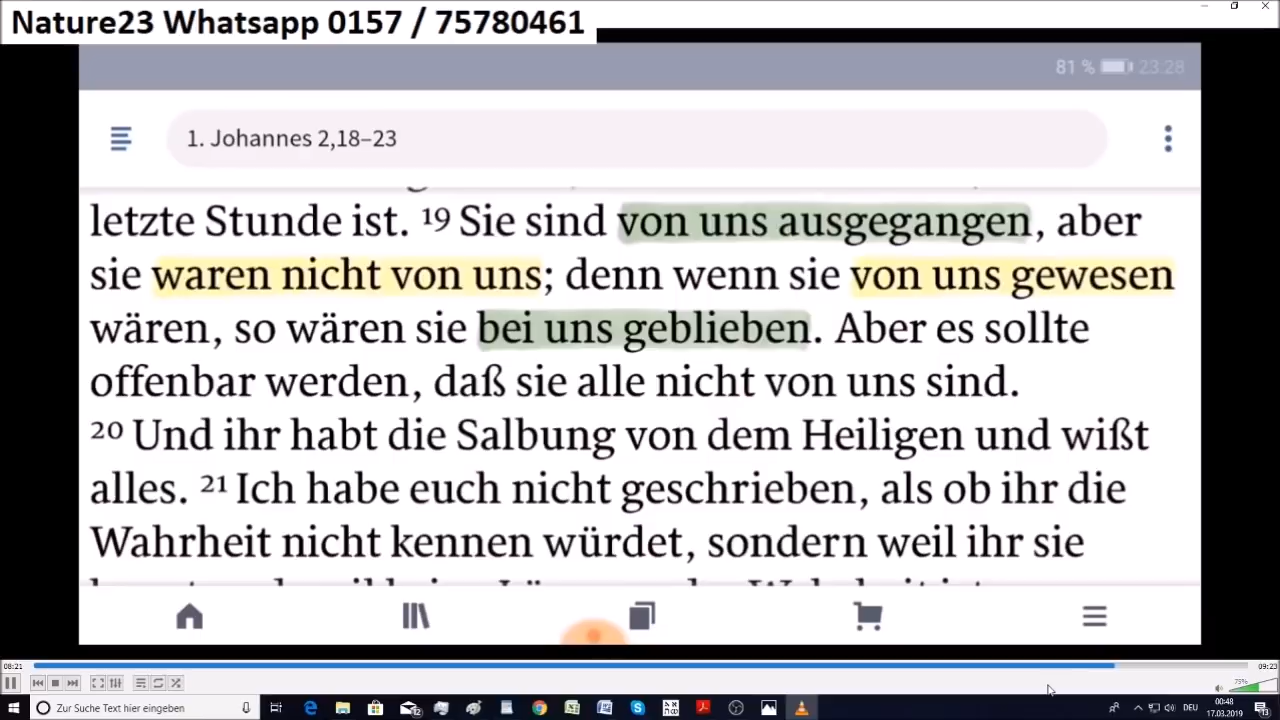 Nature23 Whatsapp 0157 / 75780461
81 % 23:28
1. Johannes 2,18–23
letzte Stunde ist. 19 Sie sind von uns ausgegangen, aber
sie waren nicht von uns; denn wenn sie von uns gewesen
wären, so wären sie bei uns geblieben. Aber es sollte
offenbar werden, daß sie alle nicht von uns sind.
20 Und ihr habt die Salbung von dem Heiligen und wißt
alles. 21 Ich habe euch nicht geschrieben, als ob ihr die
Wahrheit nicht kennen würdet, sondern weil ihr sie
08:21
09:23
75%
Zur Suche Text hier eingeben
12
DEU
00:48
17.03.2019
13